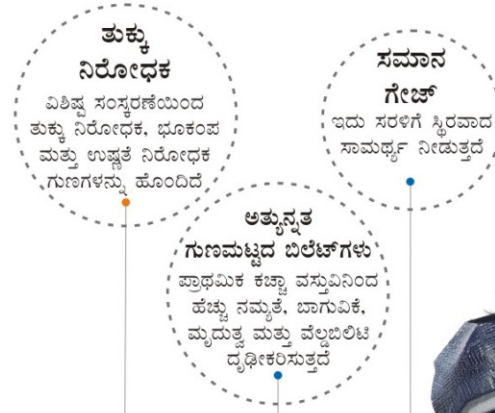 ತುಕ್ಕು
ನಿರೋಧಕ
ವಿಶಿಷ್ಟ ಸಂಸ್ಕರಣೆಯಿಂದ
ತುಕ್ಕು ನಿರೋಧಕ, ಭೂಕಂಪ
ಮತ್ತು ಉಷ್ಣತೆ ನಿರೋಧಕ
ಗುಣಗಳನ್ನು ಹೊಂದಿದೆ
ಸಮಾನ
ಗೇಜ್
ಇದು ಸರಳಿಗೆ ಸ್ಥಿರವಾದ
ಸಾಮರ್ಥ್ಯ ನೀಡುತ್ತದೆ
ಅತ್ಯುನ್ನತ
ಗುಣಮಟ್ಟದ ಬಿಲೆಟ್‌ಗಳು
ಪ್ರಾಥಮಿಕ ಕಚ್ಚಾ ವಸ್ತುವಿನಿಂದ
ಹೆಚ್ಚು ನಮ್ಯತೆ, ಬಾಗುವಿಕೆ,
ಮೃದುತ್ವ ಮತ್ತು ವೆಲ್ಡಬಿಲಿಟಿ
ದೃಢೀಕರಿಸುತ್ತದೆ